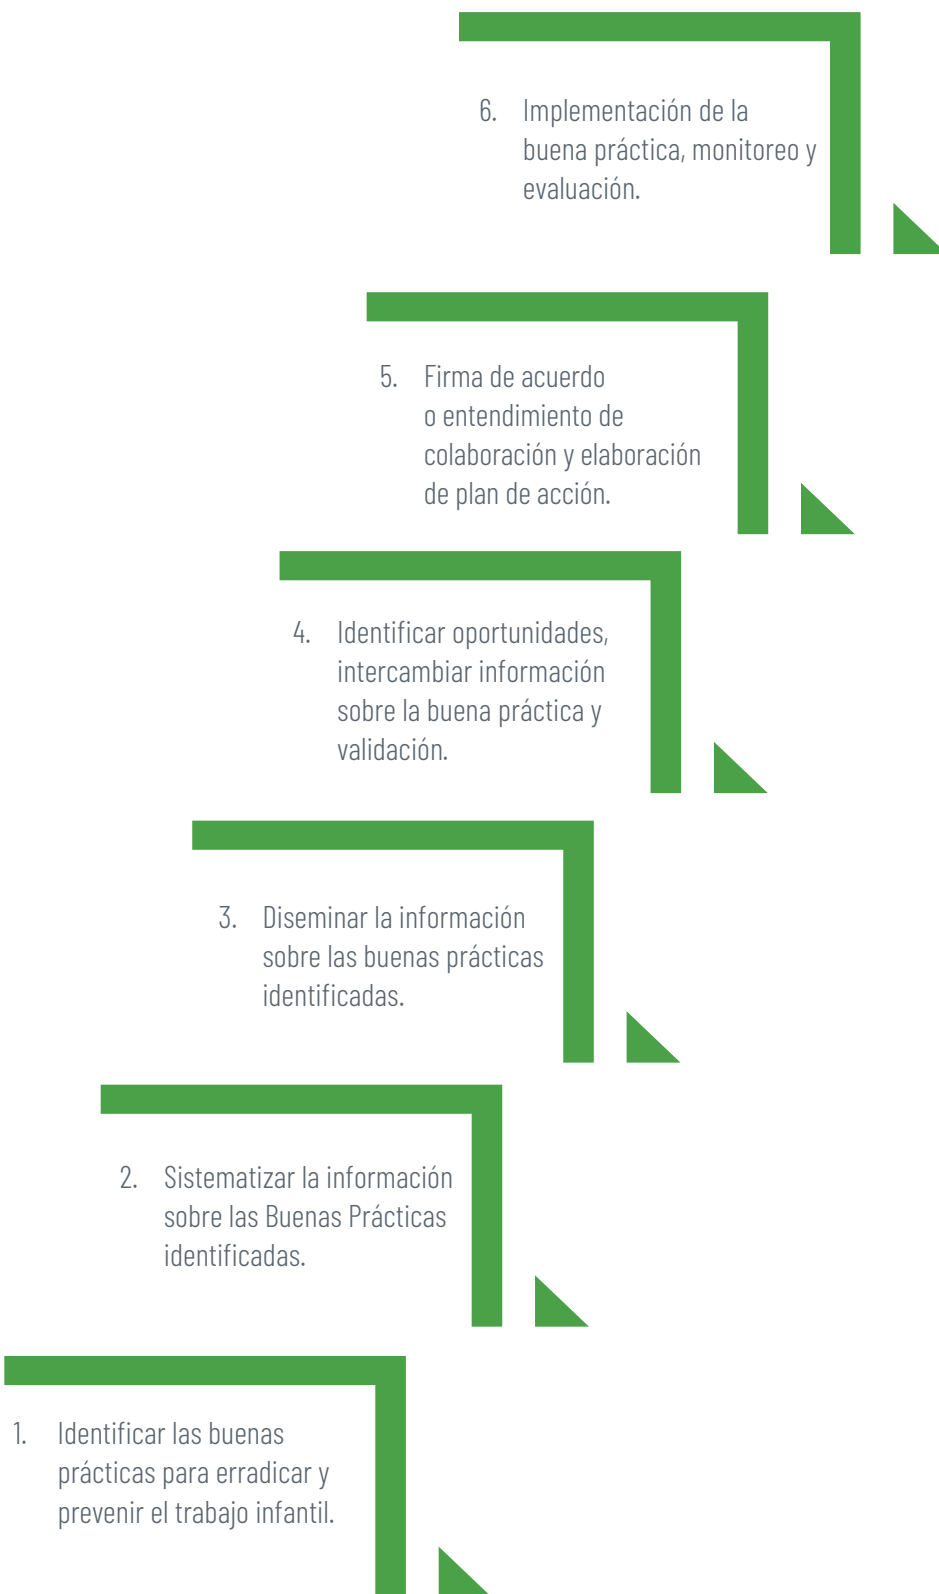 6. Implementación de la
buena práctica, monitoreo y
evaluación.
5. Firma de acuerdo
o entendimiento de
colaboración y elaboración
de plan de acción.
4. Identificar oportunidades,
intercambiar información
sobre la buena práctica y
validación.
3. Diseminar la información
sobre las buenas prácticas
identificadas.
2. Sistematizar la información
sobre las Buenas Prácticas
identificadas.
1. Identificar las buenas
prácticas para erradicar y
prevenir el trabajo infantil.